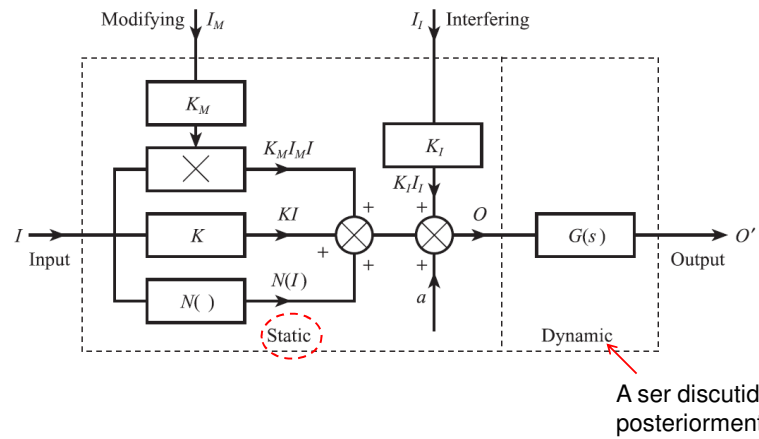 Modifying I_M
I_I Interfering
K_M
K_M I_M I
K_I
K_I I_I
I
Input
K
KI
O
G(s)
O′
Output
N( )
N(I)
a
Static
Dynamic
+
+
+
+
+
A ser discutid
posteriorment